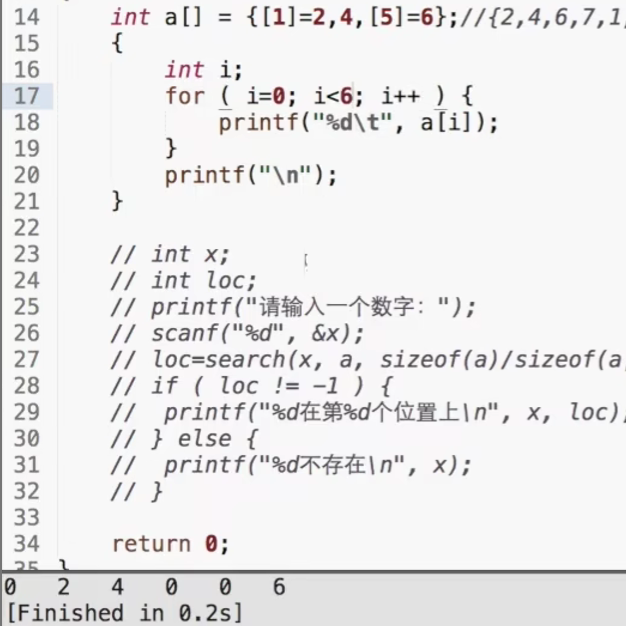 14 int a[] = {[1]=2,4,[5]=6};//{2,4,6,7,1,
15 {
16 int i;
17 for ( i=0; i<6; i++ ) {
18 printf("%d\t", a[i]);
19 }
20 printf("\n");
21 }
22
23 // int x;
24 // int loc;
25 // printf("请输入一个数字：");
26 // scanf("%d", &x);
27 // loc=search(x, a, sizeof(a)/sizeof(a
28 // if ( loc != -1 ) {
29 // printf("%d在第%d个位置上\n", x, loc);
30 // } else {
31 // printf("%d不存在\n", x);
32 // }
33
34 return 0;
35 }
0 2 4 0 0 6
[Finished in 0.2s]